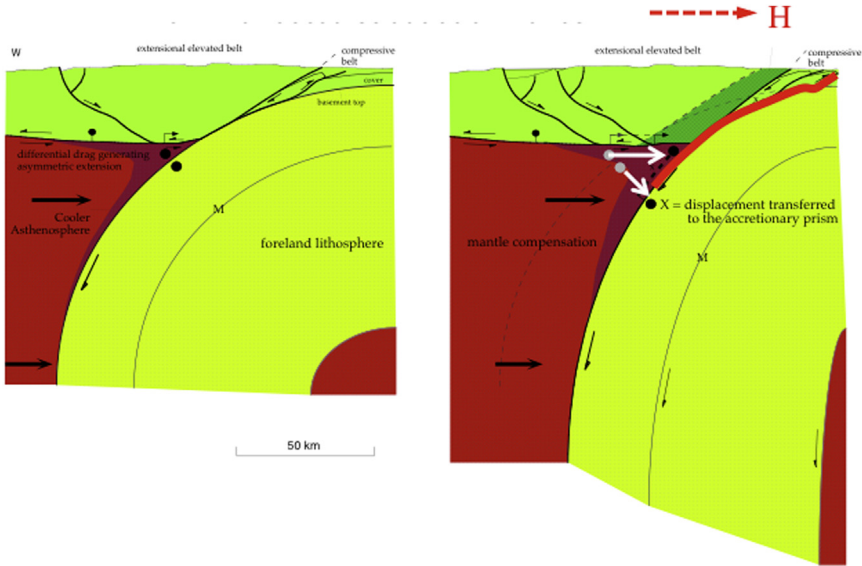 H
W
extensional elevated belt
compressive
belt
cover
basement top
differential drag generating
asymmetric extension
Cooler
Asthenosphere
M
foreland lithosphere
50 km
extensional elevated belt
compressive
belt
X = displacement transferred
to the accretionary prism
mantle compensation
M